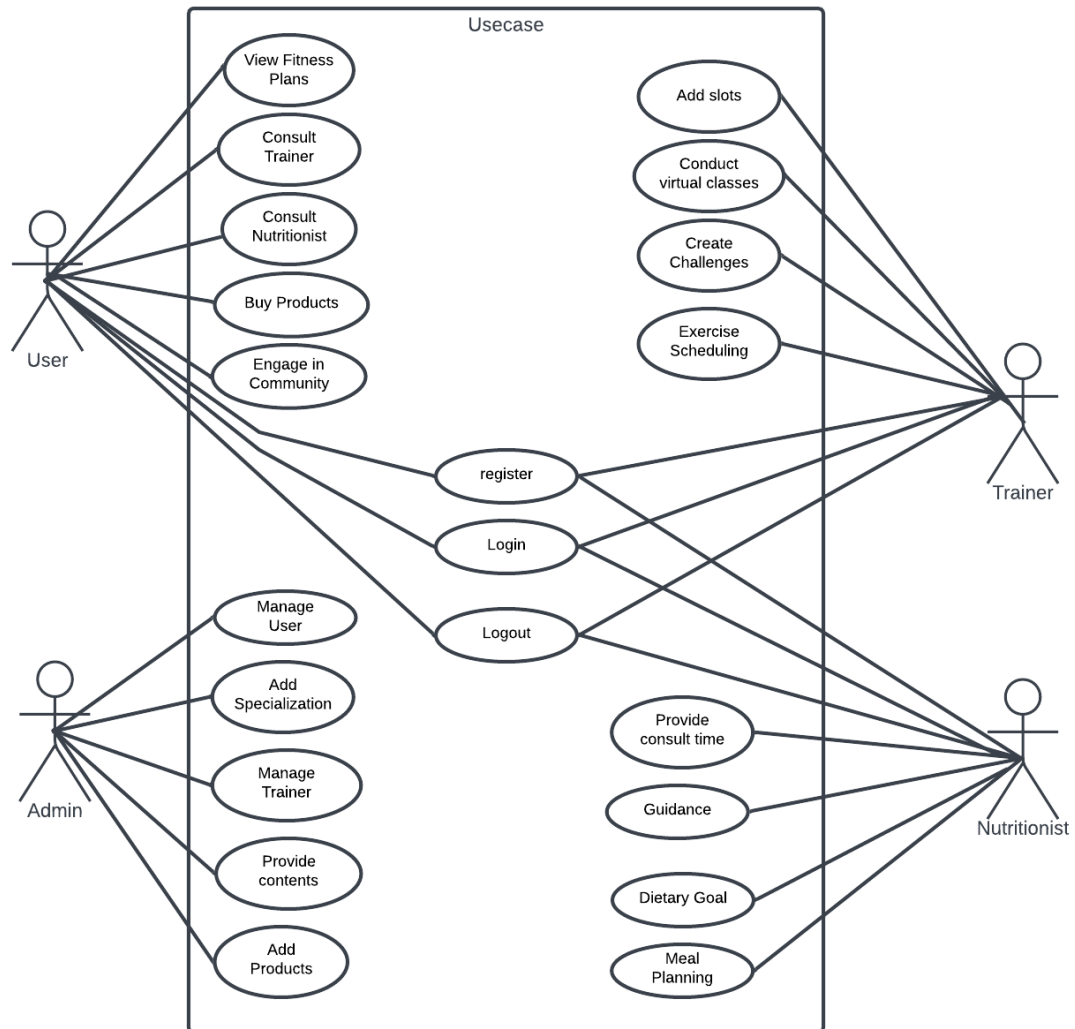 Usecase
View Fitness
Plans
Consult
Trainer
Consult
Nutritionist
Buy Products
Engage in
Community
User
Add slots
Conduct
virtual classes
Create
Challenges
Exercise
Scheduling
Trainer
register
Login
Logout
Manage
User
Add
Specialization
Manage
Trainer
Provide
contents
Add
Products
Admin
Provide
consult time
Guidance
Dietary Goal
Meal
Planning
Nutritionist